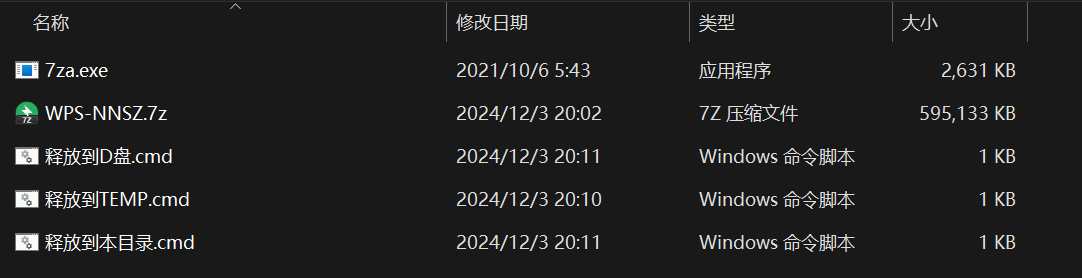 名称 修改日期 类型 大小
7za.exe 2021/10/6 5:43 应用程序 2,631 KB
WPS-NNSZ.7z 2024/12/3 20:02 7Z 压缩文件 595,133 KB
释放到D盘.cmd 2024/12/3 20:11 Windows 命令脚本 1 KB
释放到TEMP.cmd 2024/12/3 20:10 Windows 命令脚本 1 KB
释放到本目录.cmd 2024/12/3 20:11 Windows 命令脚本 1 KB